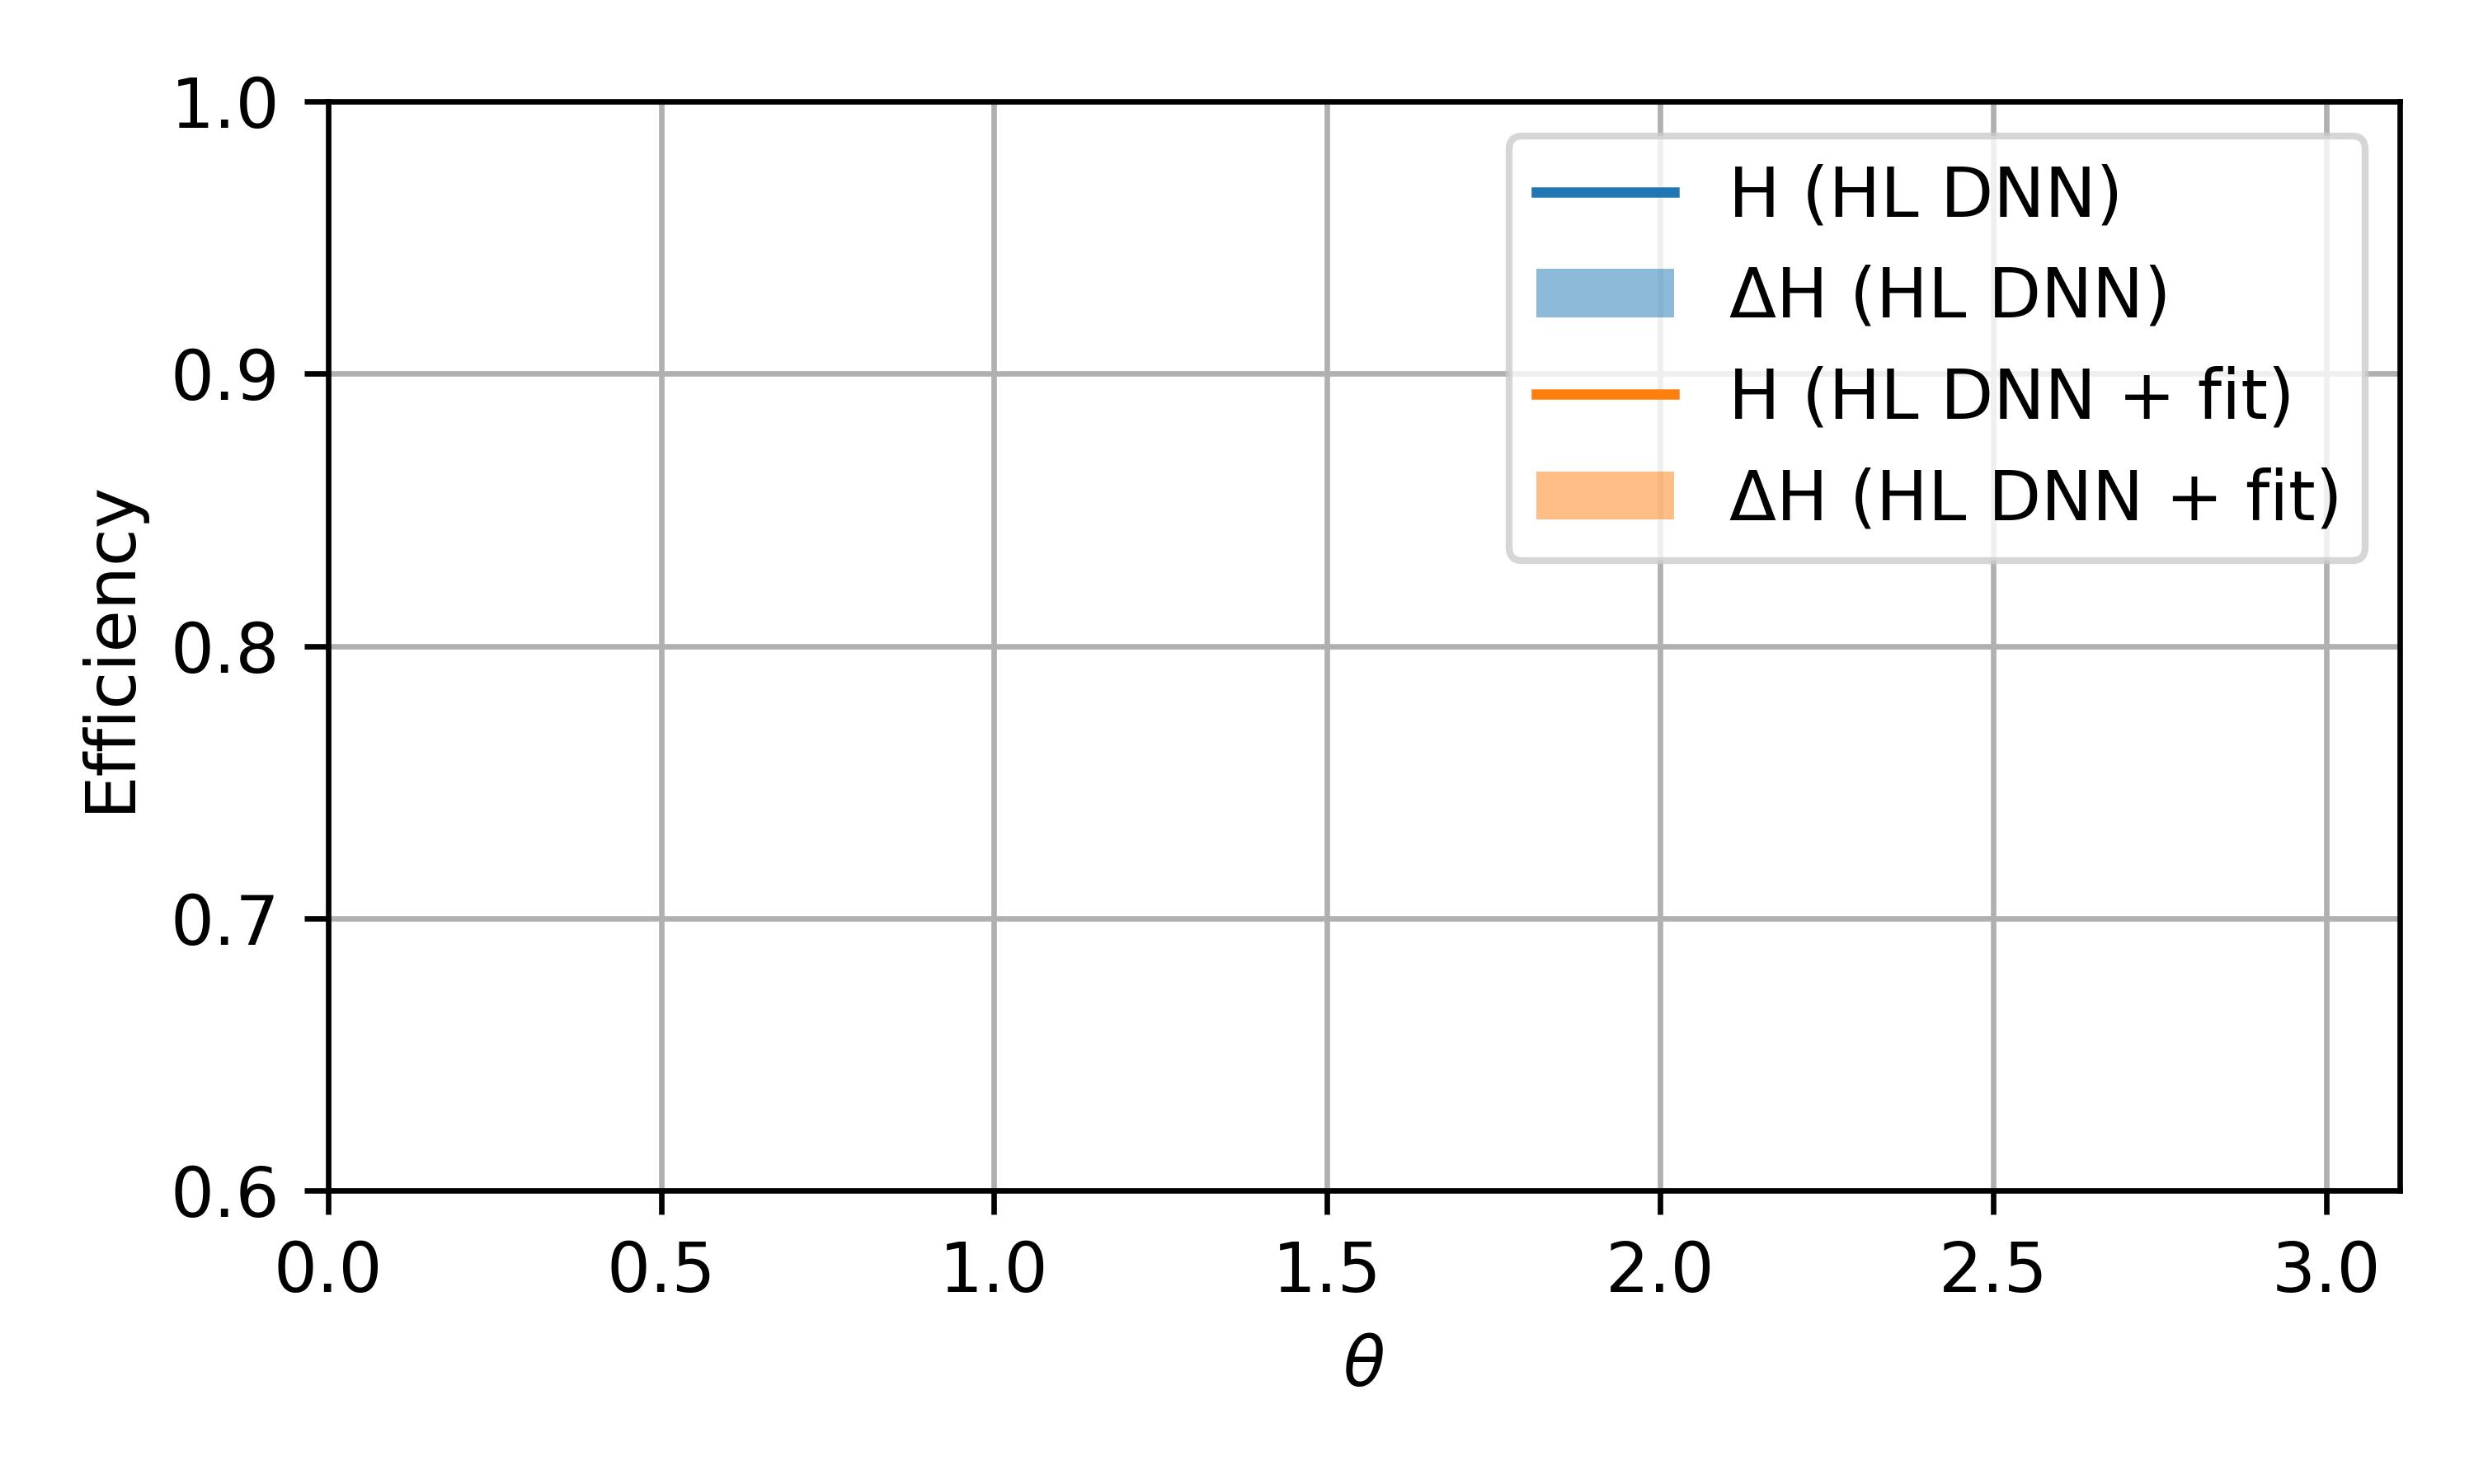 1.0
0.9
0.8
0.7
0.6
Efficiency
H (HL DNN)
ΔH (HL DNN)
H (HL DNN + fit)
ΔH (HL DNN + fit)
0.0 0.5 1.0 1.5 2.0 2.5 3.0
θ